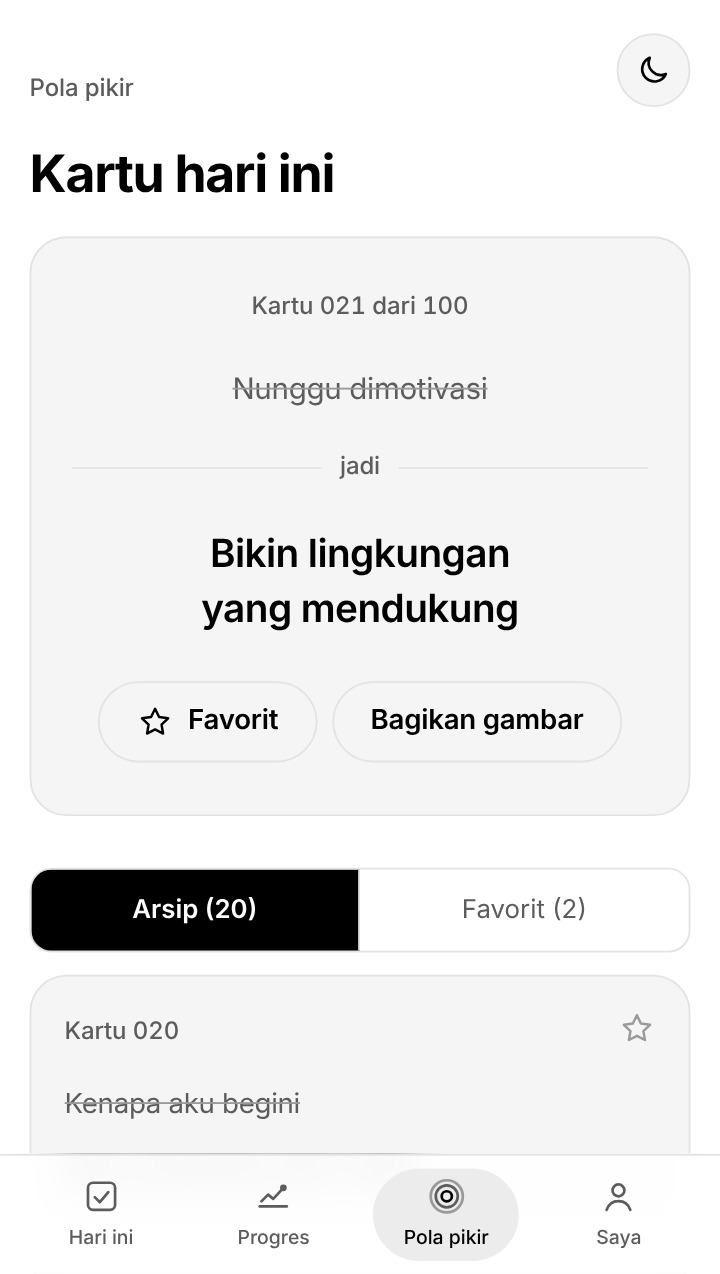 Pola pikir
Kartu hari ini
Kartu 021 dari 100
Nunggu dimotivasi
jadi
Bikin lingkungan
yang mendukung
Favorit
Bagikan gambar
Arsip (20)
Favorit (2)
Kartu 020
Kenapa aku begini
Hari ini
Progres
Pola pikir
Saya